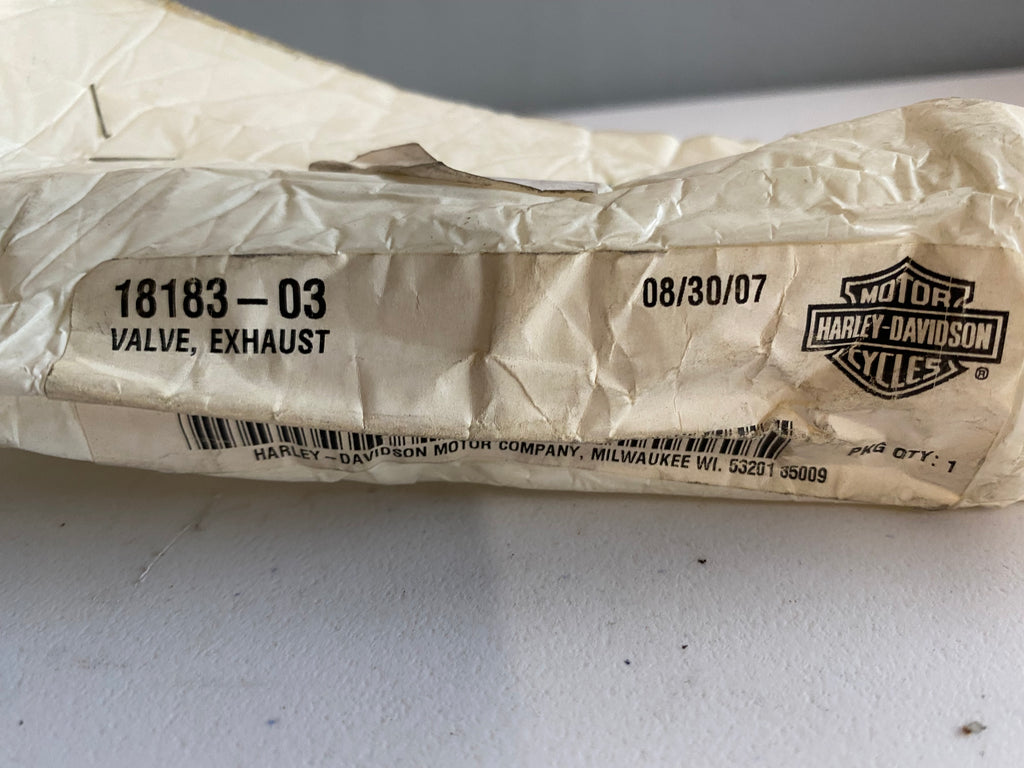 18183-03
VALVE, EXHAUST
08/30/07
MOTOR
HARLEY-DAVIDSON
CYCLES
®
HARLEY-DAVIDSON MOTOR COMPANY, MILWAUKEE WI. 53201 35009
PKG QTY: 1